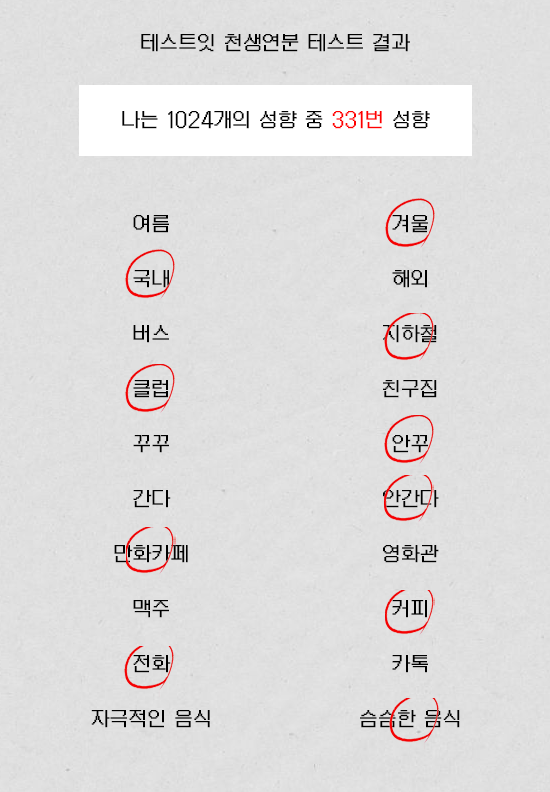 테스트잇 천생연분 테스트 결과
나는 1024개의 성향 중 331번 성향
여름 겨울
국내 해외
버스 지하철
클럽 친구집
꾸꾸 안꾸
간다 안간다
만화카페 영화관
맥주 커피
전화 카톡
자극적인 음식 슴슴한 음식